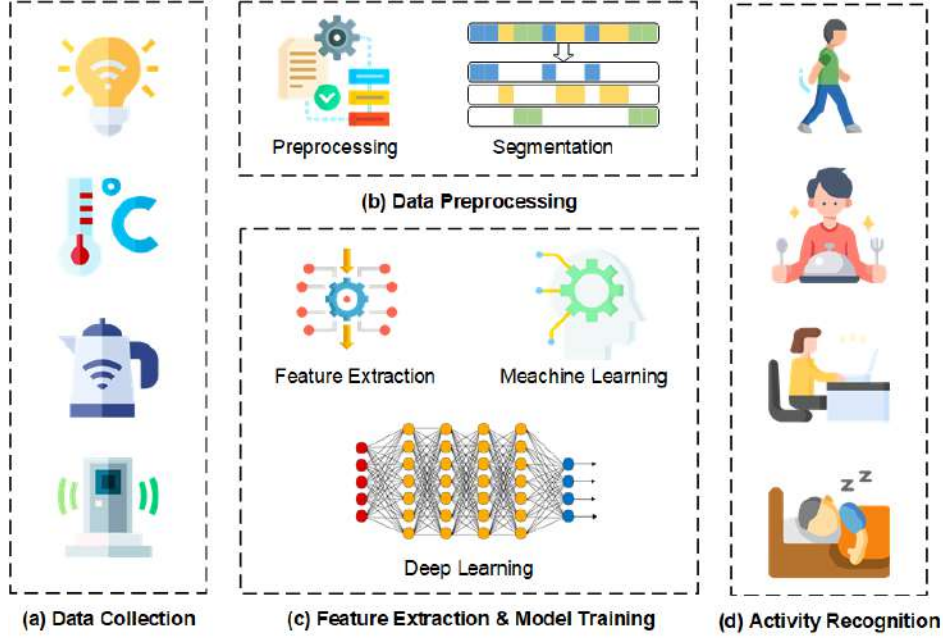 °C
Preprocessing
Segmentation
(b) Data Preprocessing
Feature Extraction
Meachine Learning
Deep Learning
z z
(a) Data Collection
(c) Feature Extraction & Model Training
(d) Activity Recognition